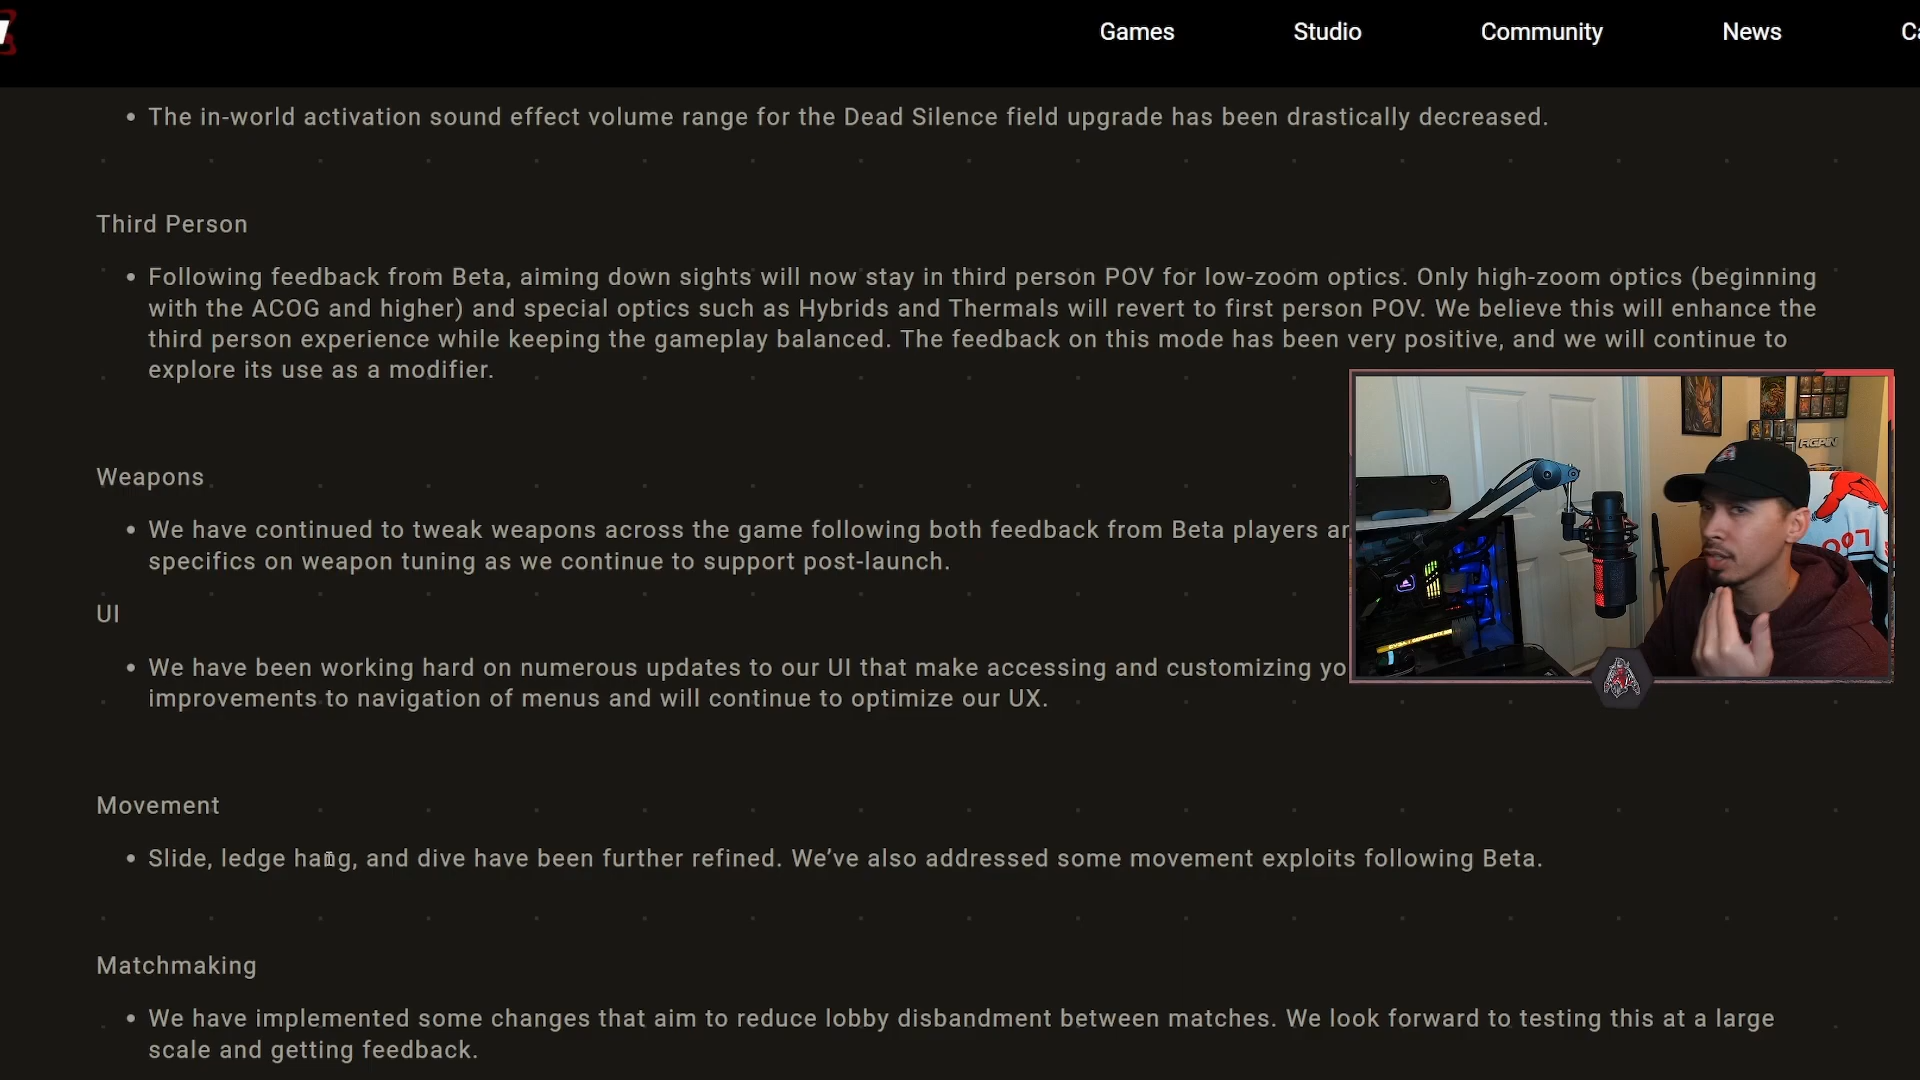 Games
Studio
Community
News
• The in-world activation sound effect volume range for the Dead Silence field upgrade has been drastically decreased.
Third Person
• Following feedback from Beta, aiming down sights will now stay in third person POV for low-zoom optics. Only high-zoom optics (beginning
with the ACOG and higher) and special optics such as Hybrids and Thermals will revert to first person POV. We believe this will enhance the
third person experience while keeping the gameplay balanced. The feedback on this mode has been very positive, and we will continue to
explore its use as a modifier.
Weapons
• We have continued to tweak weapons across the game following both feedback from Beta players
specifics on weapon tuning as we continue to support post-launch.
UI
• We have been working hard on numerous updates to our UI that make accessing and customizing
improvements to navigation of menus and will continue to optimize our UX.
FiGPiN
Movement
• Slide, ledge hang, and dive have been further refined. We’ve also addressed some movement exploits following Beta.
Matchmaking
• We have implemented some changes that aim to reduce lobby disbandment between matches. We look forward to testing this at a large
scale and getting feedback.